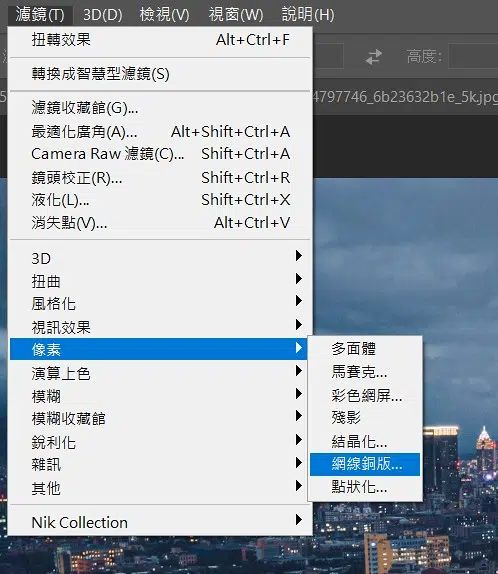 濾鏡(T) 3D(D) 檢視(V) 視窗(W) 說明(H)
扭轉效果 Alt+Ctrl+F
高度:
轉換成智慧型濾鏡(S)
4797746_6b23632b1e_5k.jpg
濾鏡收藏館(G)...
最適化廣角(A)... Alt+Shift+Ctrl+A
Camera Raw 濾鏡(C)... Shift+Ctrl+A
鏡頭校正(R)... Shift+Ctrl+R
液化(L)... Shift+Ctrl+X
消失點(V)... Alt+Ctrl+V
3D
扭曲
風格化
視訊效果
像素
演算上色
模糊
模糊收藏館
銳利化
雜訊
其他
Nik Collection
多面體
馬賽克...
彩色網屏...
殘影
結晶化...
網線銅版...
點狀化...